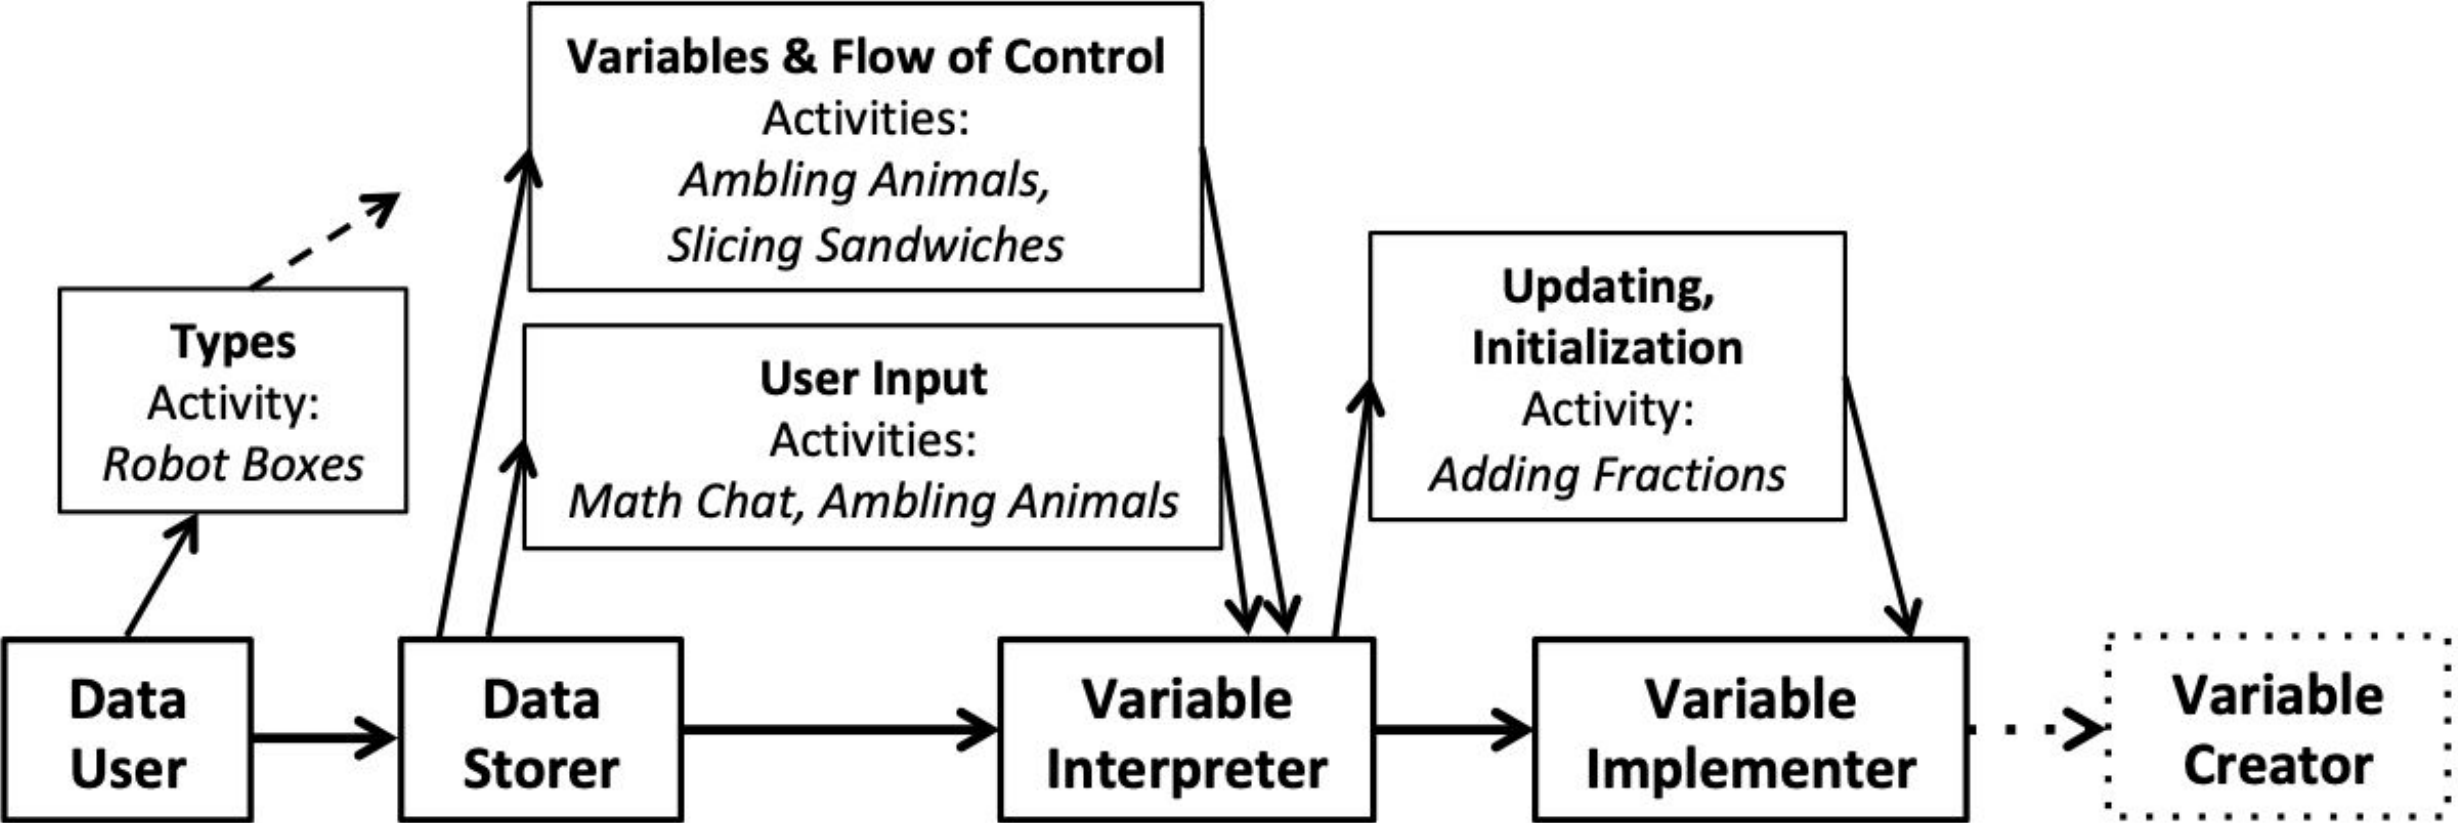 Variables & Flow of Control
Activities:
Ambling Animals,
Slicing Sandwiches
Types
Activity:
Robot Boxes
User Input
Activities:
Math Chat, Ambling Animals
Updating,
Initialization
Activity:
Adding Fractions
Data
User
Data
Storer
Variable
Interpreter
Variable
Implementer
Variable
Creator